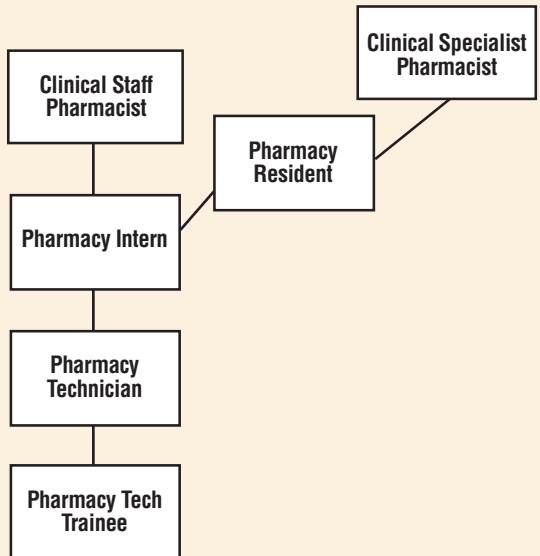 Clinical Specialist
Pharmacist
Clinical Staff
Pharmacist
Pharmacy
Resident
Pharmacy Intern
Pharmacy
Technician
Pharmacy Tech
Trainee